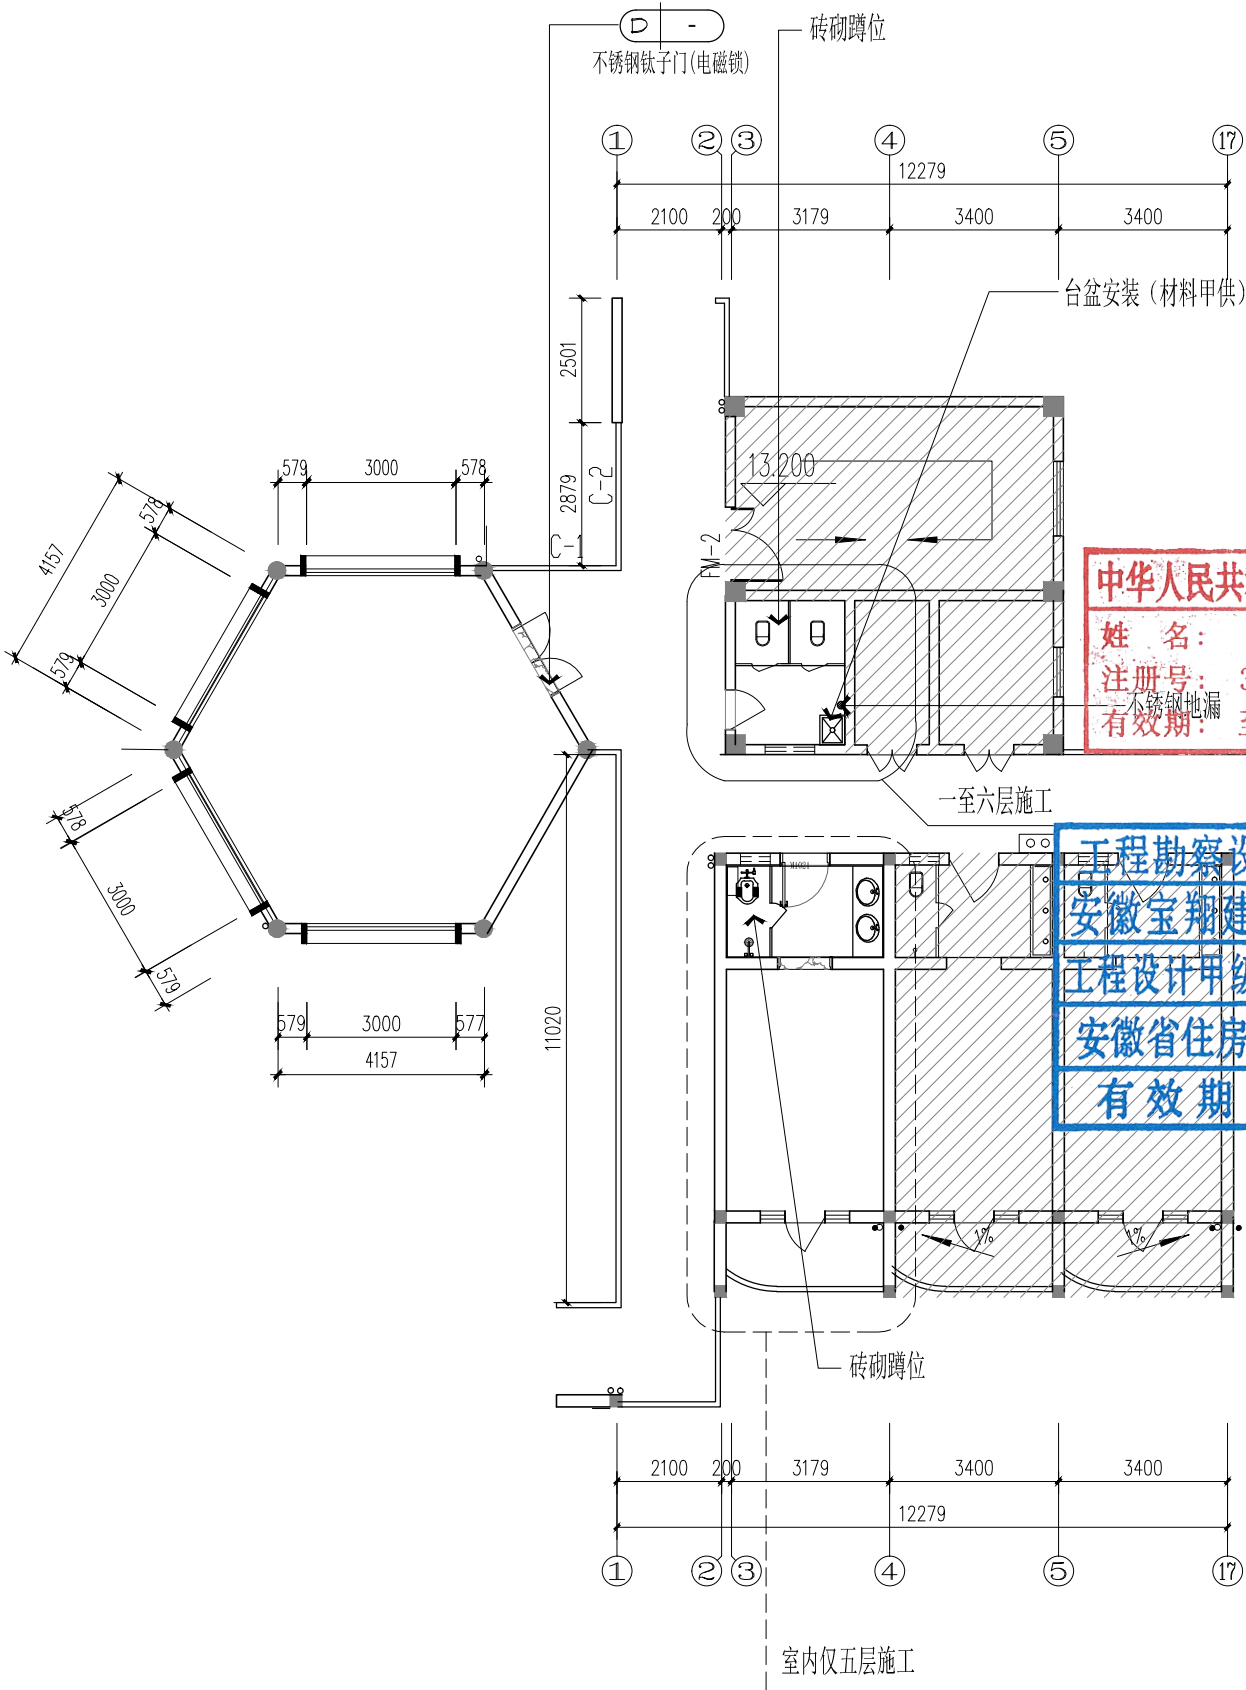 D -
不锈钢钛子门(电磁锁)
砖砌蹲位
① ② ③ ④ ⑤ ⑰
12279
2100 200 3179 3400 3400
台盆安装（材料甲供）
2501
2879
C-2
C-1
579 3000 578
4157
578
3000
579
13.200
FM-2
中华人民共
姓 名：
注册号： 3
不锈钢地漏
有效期： 至
一至六层施工
578
3000
579
579 3000 577
4157
11020
工程勘察设
安徽宝翔建
工程设计甲级
安徽省住房
有效期
1% 1%
砖砌蹲位
2100 200 3179 3400 3400
12279
① ② ③ ④ ⑤ ⑰
室内仅五层施工